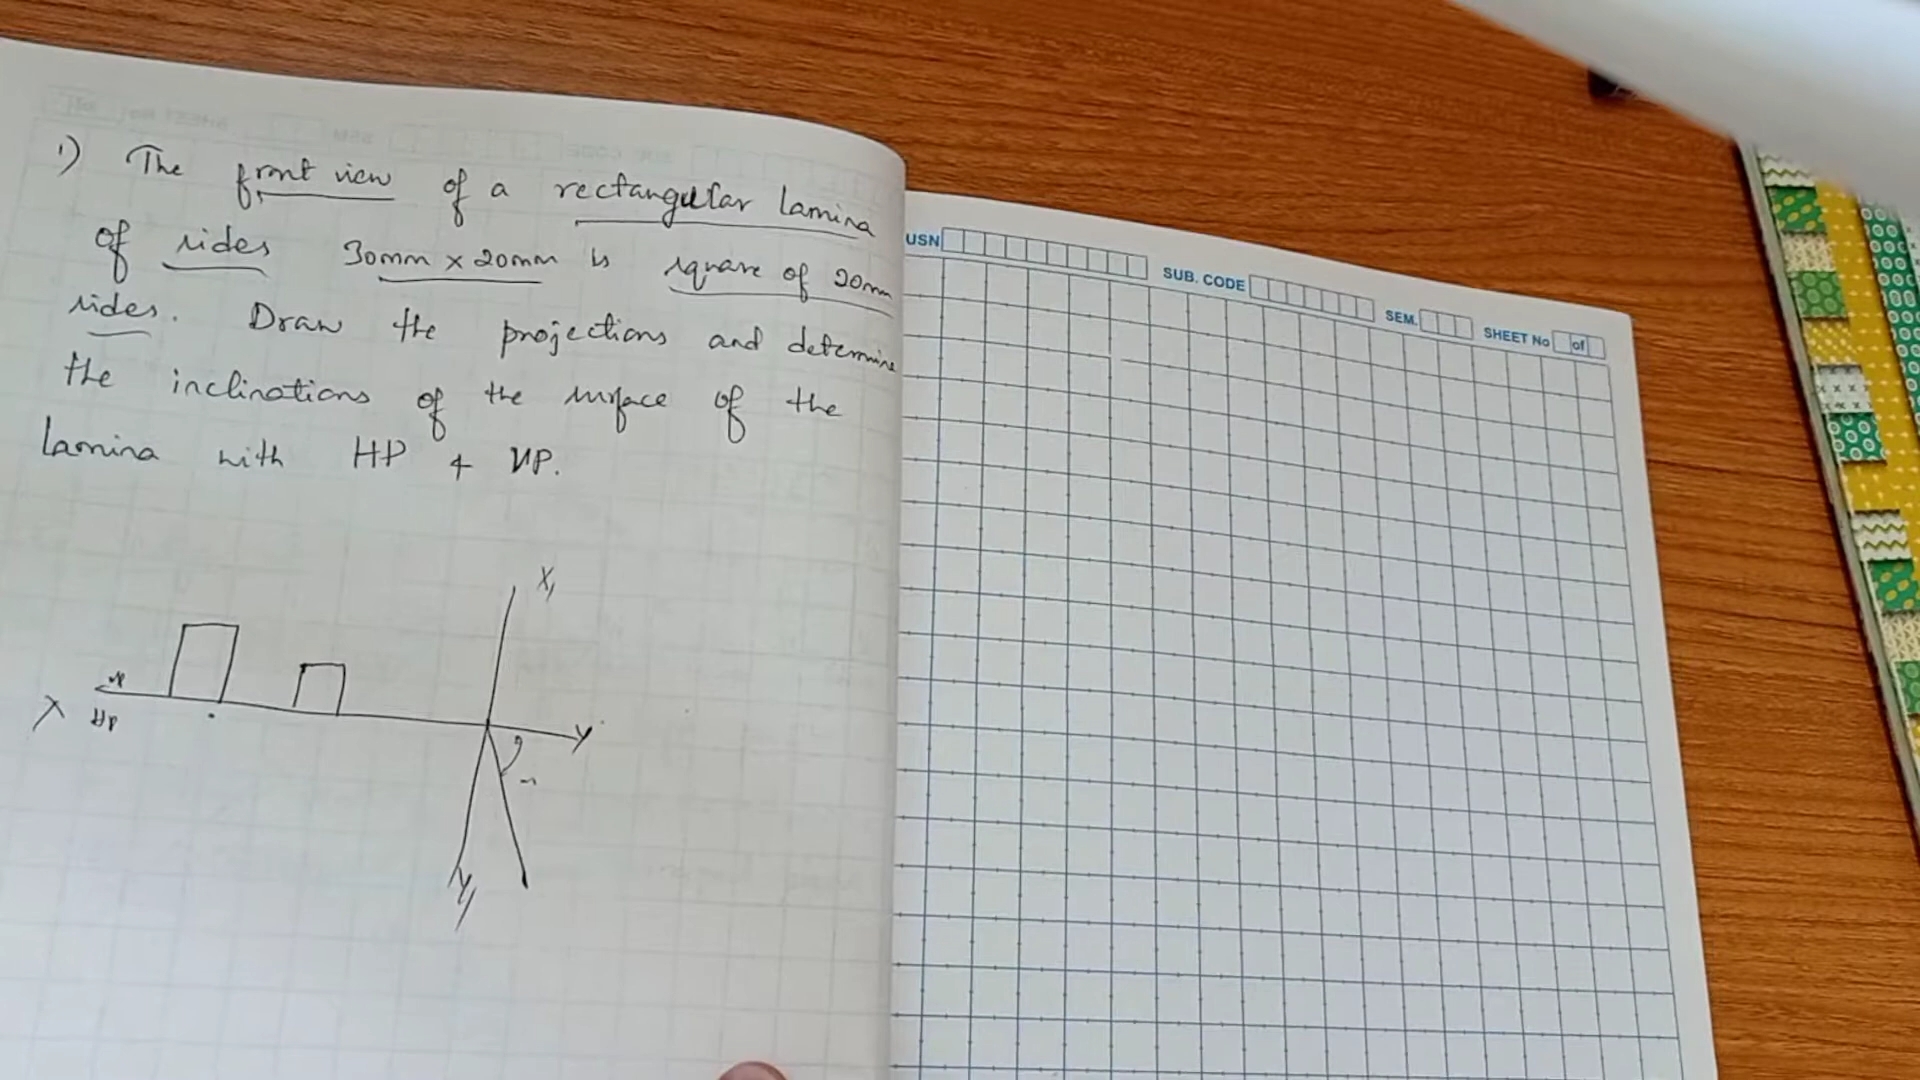 1) The front view of a rectangular lamina
of sides 30mm x 20mm is square of 20mm
sides. Draw the projections and determine
the inclinations of the surface of the
lamina with HP & VP.
X₁
VP
X HP
Y
Y₁
USN SUB. CODE SEM. SHEET No of